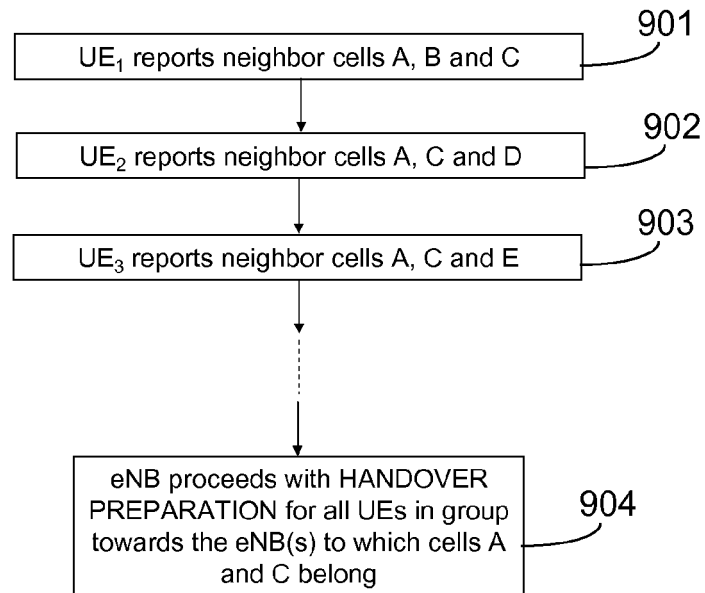 901
UE₁ reports neighbor cells A, B and C
902
UE₂ reports neighbor cells A, C and D
903
UE₃ reports neighbor cells A, C and E
eNB proceeds with HANDOVER
PREPARATION for all UEs in group
towards the eNB(s) to which cells A
and C belong
904